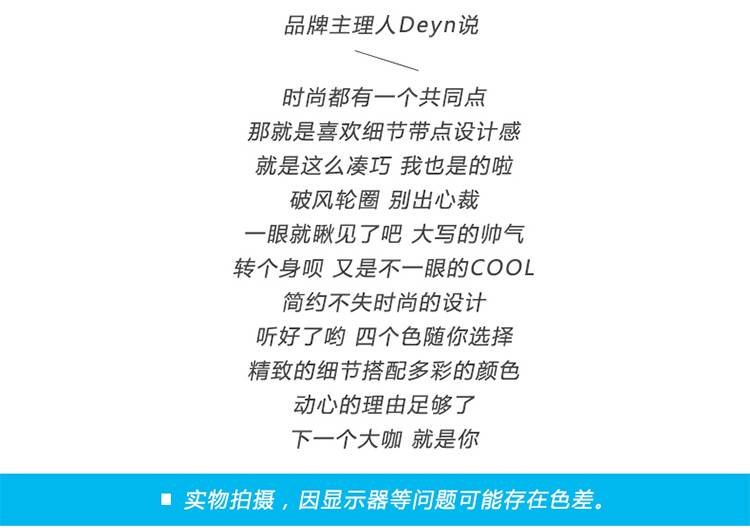 品牌主理人Deyn说
时尚都有一个共同点
那就是喜欢细节带点设计感
就是这么凑巧 我也是的啦
破风轮圈 别出心裁
一眼就瞅见了吧 大写的帅气
转个身呗 又是不一眼的COOL
简约不失时尚的设计
听好了哟 四个色随你选择
精致的细节搭配多彩的颜色
动心的理由足够了
下一个大咖 就是你
实物拍摄，因显示器等问题可能存在色差。